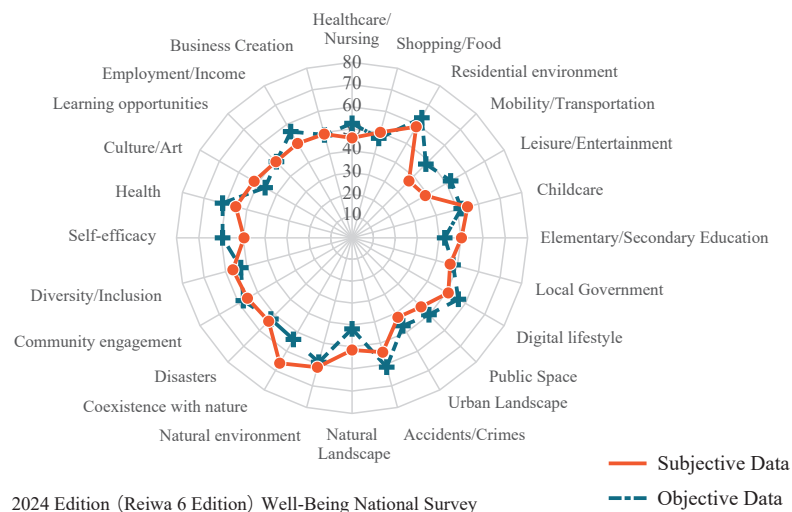 Healthcare/
Nursing
Shopping/Food
Residential environment
Mobility/Transportation
Leisure/Entertainment
Childcare
Elementary/Secondary Education
Local Government
Digital lifestyle
Public Space
Urban Landscape
Accidents/Crimes
Natural
Landscape
Natural environment
Coexistence with nature
Disasters
Community engagement
Diversity/Inclusion
Self-efficacy
Health
Culture/Art
Learning opportunities
Employment/Income
Business Creation
80
70
60
40
30
20
10
Subjective Data
Objective Data
2024 Edition (Reiwa 6 Edition) Well-Being National Survey